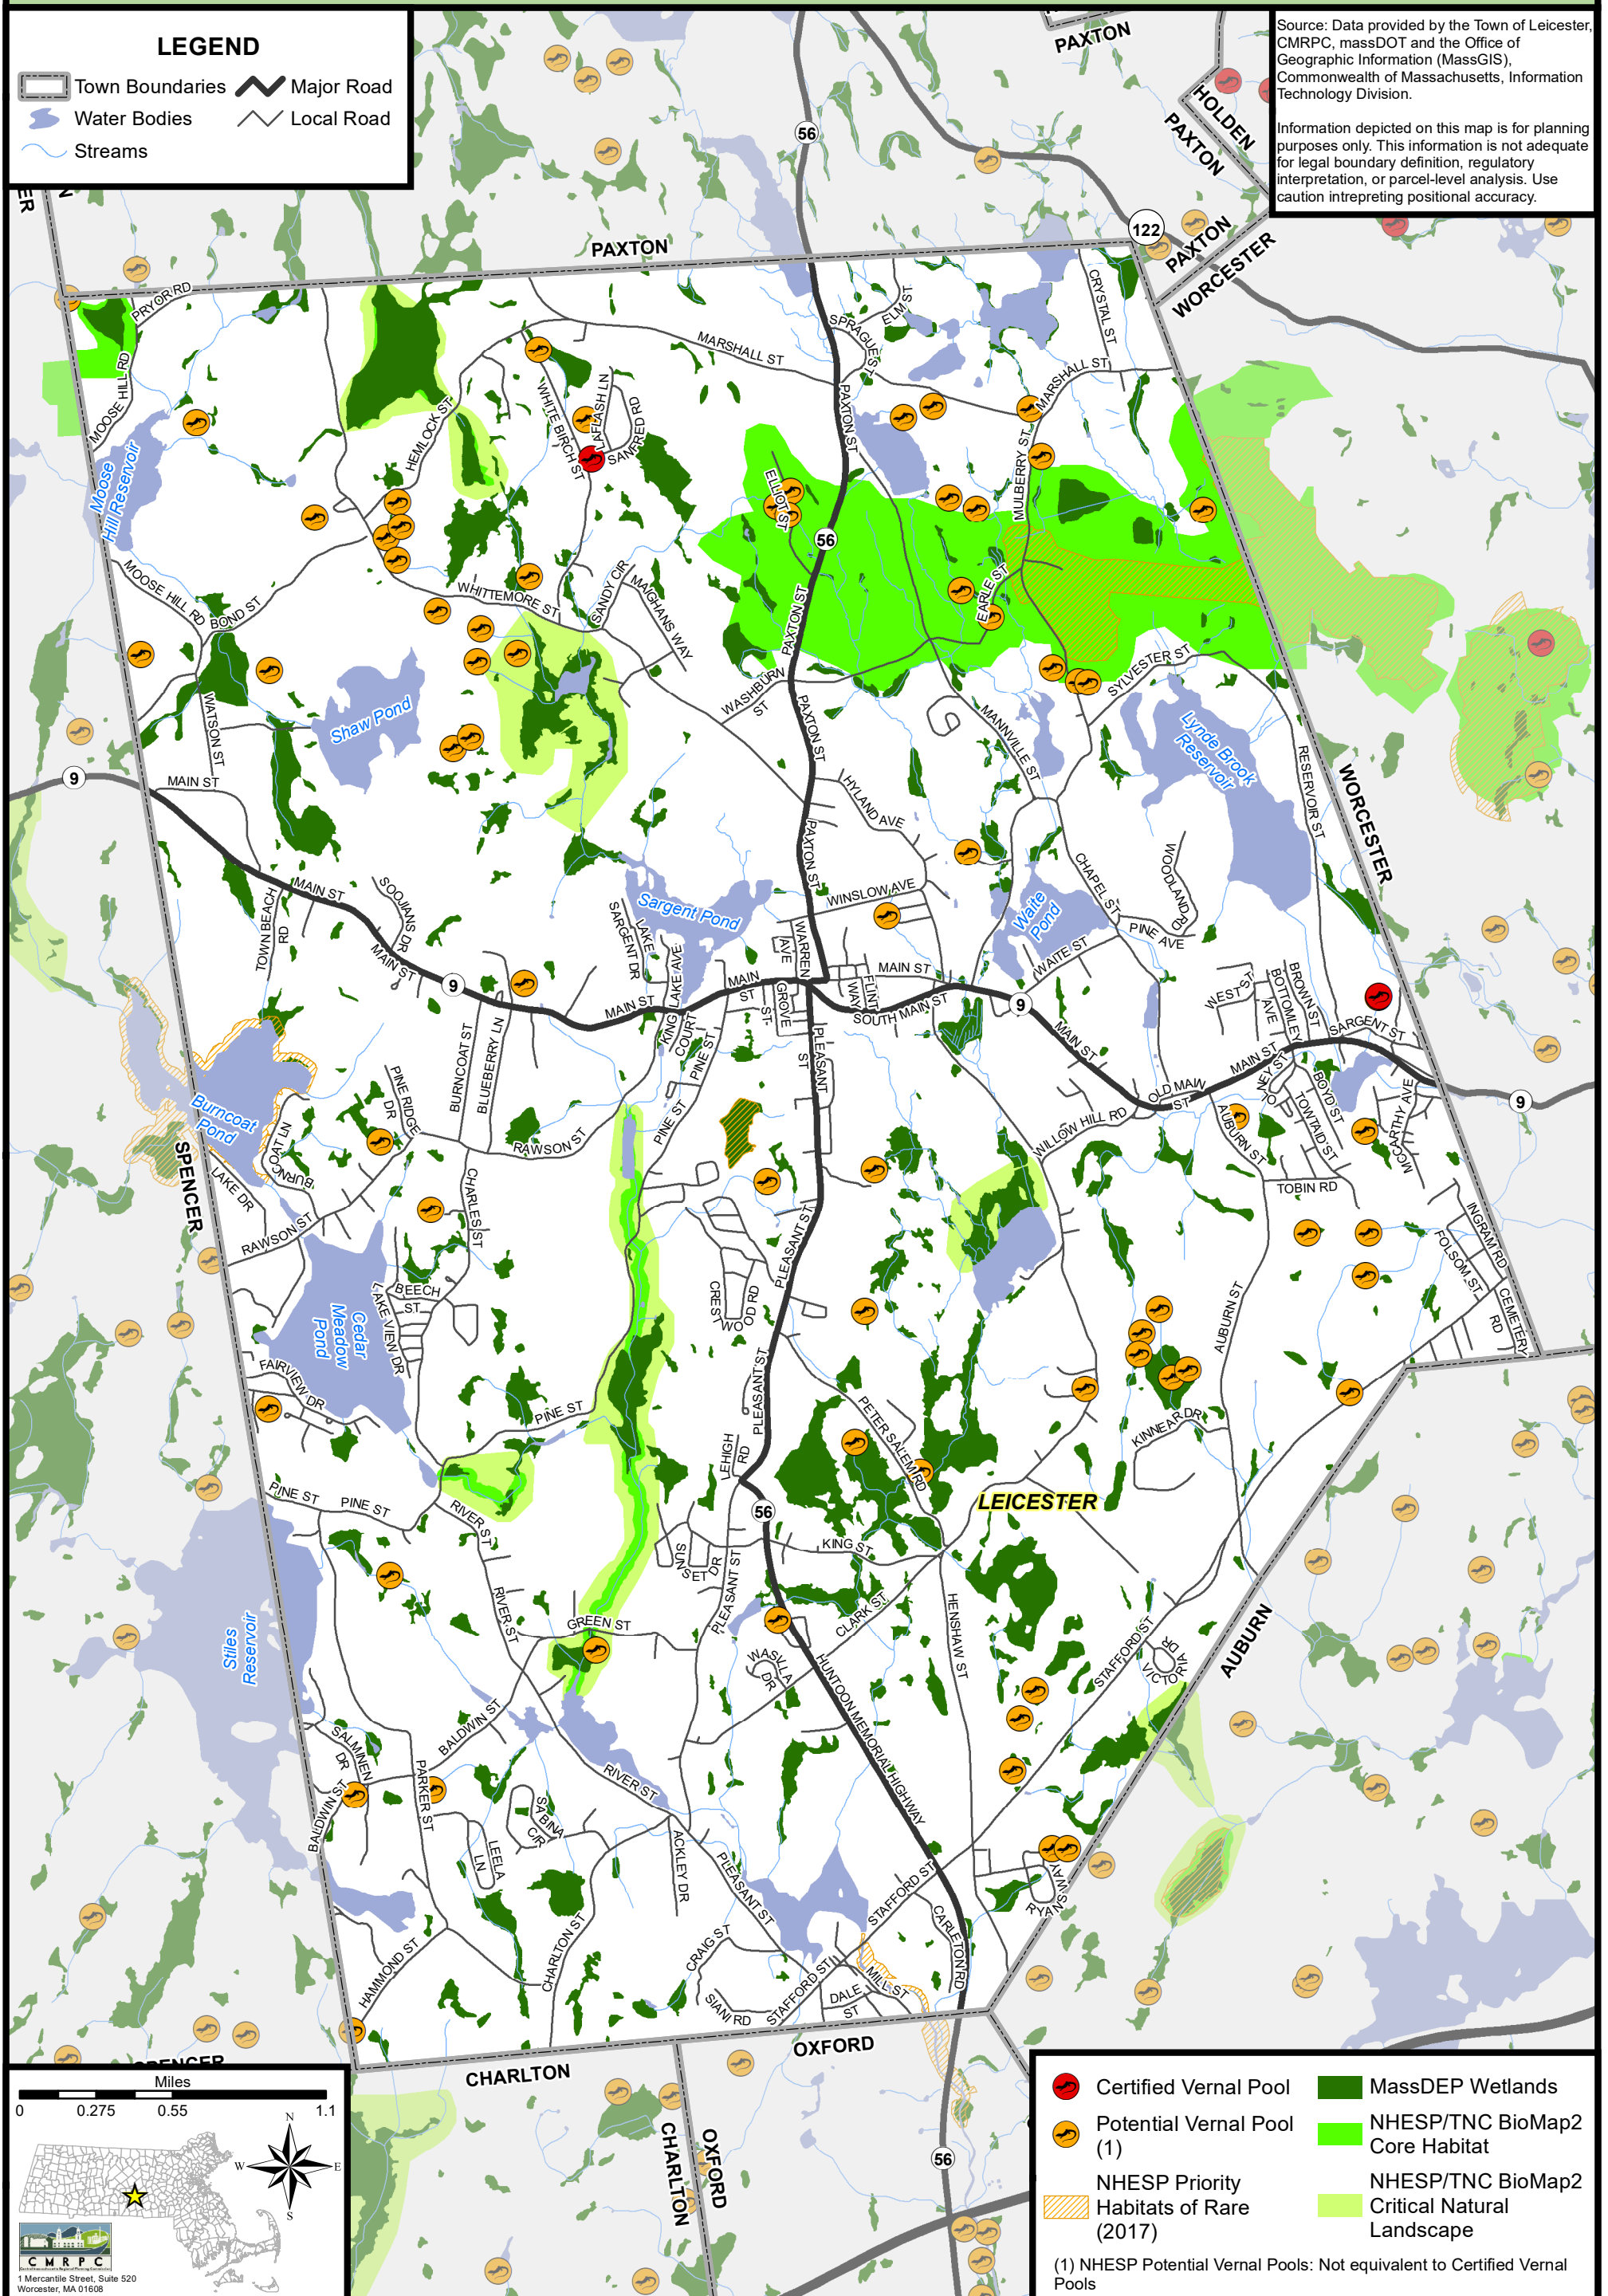 LEGEND
Town Boundaries
Major Road
Water Bodies
Local Road
Streams
Source: Data provided by the Town of Leicester,
CMRPC, massDOT and the Office of
Geographic Information (MassGIS),
Commonwealth of Massachusetts, Information
Technology Division.
Information depicted on this map is for planning
purposes only. This information is not adequate
for legal boundary definition, regulatory
interpretation, or parcel-level analysis. Use
caution intrepreting positional accuracy.
PAXTON
HOLDEN
PAXTON
56
122
PAXTON
PAXTON
WORCESTER
WORCESTER
PRYOR RD
MOOSE HILL RD
Moose
Hill Reservoir
HEMLOCK ST
WHITE BIRCH ST
LAFLASH LN
SANFRED RD
MARSHALL ST
SPRAGUE ST
ELM ST
CRYSTAL ST
MARSHALL ST
PAXTON ST
MULBERRY ST
ELLIOT ST
56
EARLE ST
MOOSE HILL RD
BOND ST
WHITTEMORE ST
SANDY CIR
MAIGHANS WAY
PAXTON ST
WASHBURN
ST
SYLVESTER ST
WATSON ST
Shaw Pond
PAXTON ST
MANNVILLE ST
Lynde Brook
Reservoir
RESERVOIR ST
WORCESTER
9
MAIN ST
HYLAND AVE
PAXTON ST
CHAPEL ST
WOODLAND RD
MAIN ST
SOOJIANS DR
TOWN BEACH
RD
MAIN ST
9
SARGENT DR
LAKE
Sargent Pond
WINSLOW AVE
WARREN
AVE
Waite
Pond
PINE AVE
WAITE ST
MAIN ST
KING
LAKE AVE
COURT
MAIN
ST
ST
GROVE
FLINT
WAY
MAIN ST
SOUTH MAIN ST
9
MAIN ST
WEST ST
BOTTOMLEY
AVE
BROWN ST
SARGENT ST
MAIN ST
BURNCOAT ST
BLUEBERRY LN
PINE ST
PLEASANT
ST
OLD MAIN
ST
WILLOW HILL RD
AUBURN ST
TOWTAID ST
BOYD ST
MCCARTHY AVE
9
Burncoat
Pond
BURNCOAT LN
LAKE DR
PINE RIDGE
DR
RAWSON ST
PINE ST
TOBIN RD
SPENCER
RAWSON ST
CHARLES ST
INGRAM RD
FOLSOM ST
CEMETERY
RD
Cedar
Meadow
Pond
BEECH
ST
LAKE VIEW DR
CRESTWOOD RD
PLEASANT ST
AUBURN ST
FAIRVIEW DR
PINE ST
PLEASANT ST
PETER SALEM RD
KINNEAR DR
LEHIGH
RD
LEICESTER
56
PINE ST
PINE ST
RIVER ST
SUNSET DR
PLEASANT ST
KING ST
CLARK ST
HENSHAW ST
STAFFORD ST
VICTORIA
DR
AUBURN
Stiles
Reservoir
RIVER ST
GREEN ST
WASILLA
DR
HUNTOON MEMORIAL HIGHWAY
SALMINEN
DR
BALDWIN ST
BALDWIN ST
PARKER ST
RIVER ST
SABINA
CIR
LEELA
LN
ACKLEY DR
PLEASANT ST
STAFFORD ST
RYANS WAY
CARLETON RD
HAMMOND ST
CHARLTON ST
CRAIG ST
SIANI RD
STAFFORD ST
DALE
ST
MILL ST
OXFORD
CHARLTON
SPENCER
CHARLTON
OXFORD
56
Miles
0
0.275
0.55
1.1
N
W
E
S
CMRPC
1 Mercantile Street, Suite 520
Worcester, MA 01608
Certified Vernal Pool
Potential Vernal Pool
(1)
NHESP Priority
Habitats of Rare
(2017)
MassDEP Wetlands
NHESP/TNC BioMap2
Core Habitat
NHESP/TNC BioMap2
Critical Natural
Landscape
(1) NHESP Potential Vernal Pools: Not equivalent to Certified Vernal
Pools